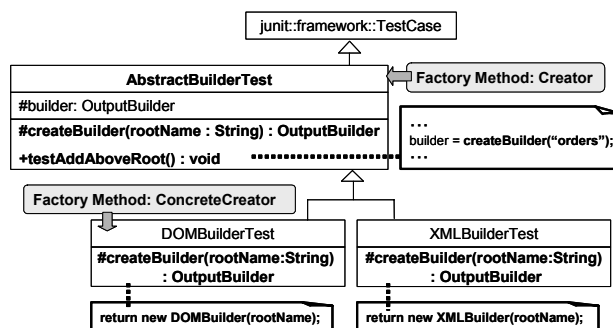 junit::framework::TestCase
AbstractBuilderTest
Factory Method: Creator
#builder: OutputBuilder
#createBuilder(rootName : String) : OutputBuilder
+testAddAboveRoot() : void
...
builder = createBuilder(“orders”);
...
Factory Method: ConcreteCreator
DOMBuilderTest
#createBuilder(rootName:String)
: OutputBuilder
return new DOMBuilder(rootName);
XMLBuilderTest
#createBuilder(rootName:String)
: OutputBuilder
return new XMLBuilder(rootName);